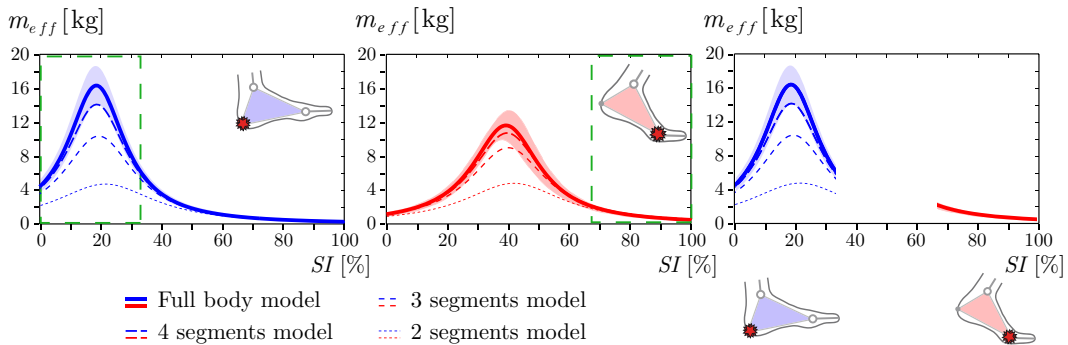 m_eff [kg]
20
16
12
8
4
0
0 20 40 60 80 100
SI [%]
m_eff [kg]
20
16
12
8
4
0
0 20 40 60 80 100
SI [%]
m_eff [kg]
20
16
12
8
4
0
0 20 40 60 80 100
SI [%]
Full body model
4 segments model
3 segments model
2 segments model